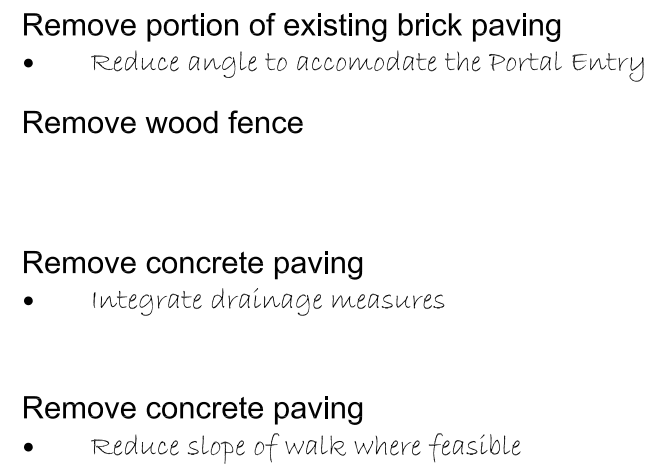 Remove portion of existing brick paving
• Reduce angle to accomodate the Portal Entry
Remove wood fence
Remove concrete paving
• Integrate drainage measures
Remove concrete paving
• Reduce slope of walk where feasible